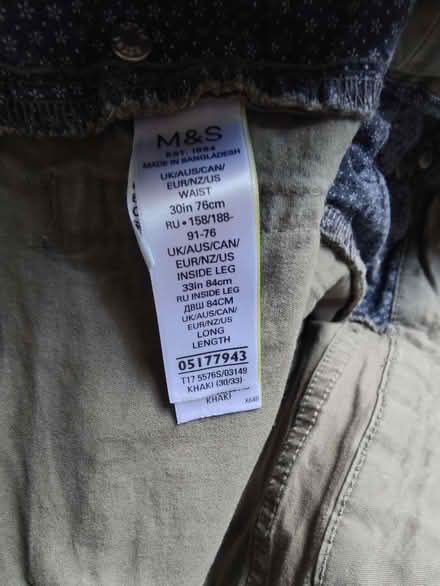 M&S
EST. 1884
MADE IN BANGLADESH
UK/AUS/CAN/
EUR/NZ/US
WAIST
30in 76cm
RU • 158/188-
91-76
UK/AUS/CAN/
EUR/NZ/US
INSIDE LEG
33in 84cm
RU INSIDE LEG
ДВШ 84CM
UK/AUS/CAN/
EUR/NZ/US
LONG
LENGTH
05177943
T17 5576S/03149
KHAKI (30/33)
KHAKI